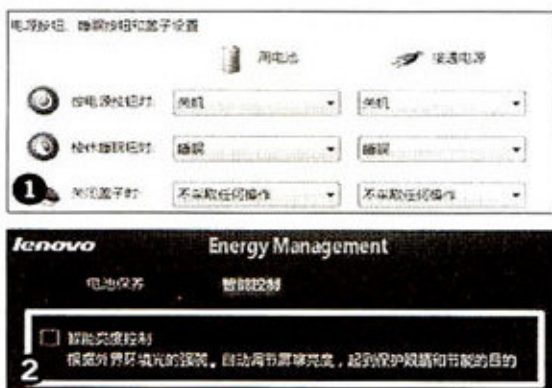 电源按钮、睡眠按钮和盖子设置
用电池 接通电源
按电源按钮时: 关机 关机
按休眠按钮时: 睡眠 睡眠
1 关闭盖子时: 不采取任何操作 不采取任何操作
lenovo Energy Management
电池保养 智能控制
智能亮度控制
根据外界环境光的强弱，自动调节屏幕亮度，起到保护眼睛和节能的目的
2